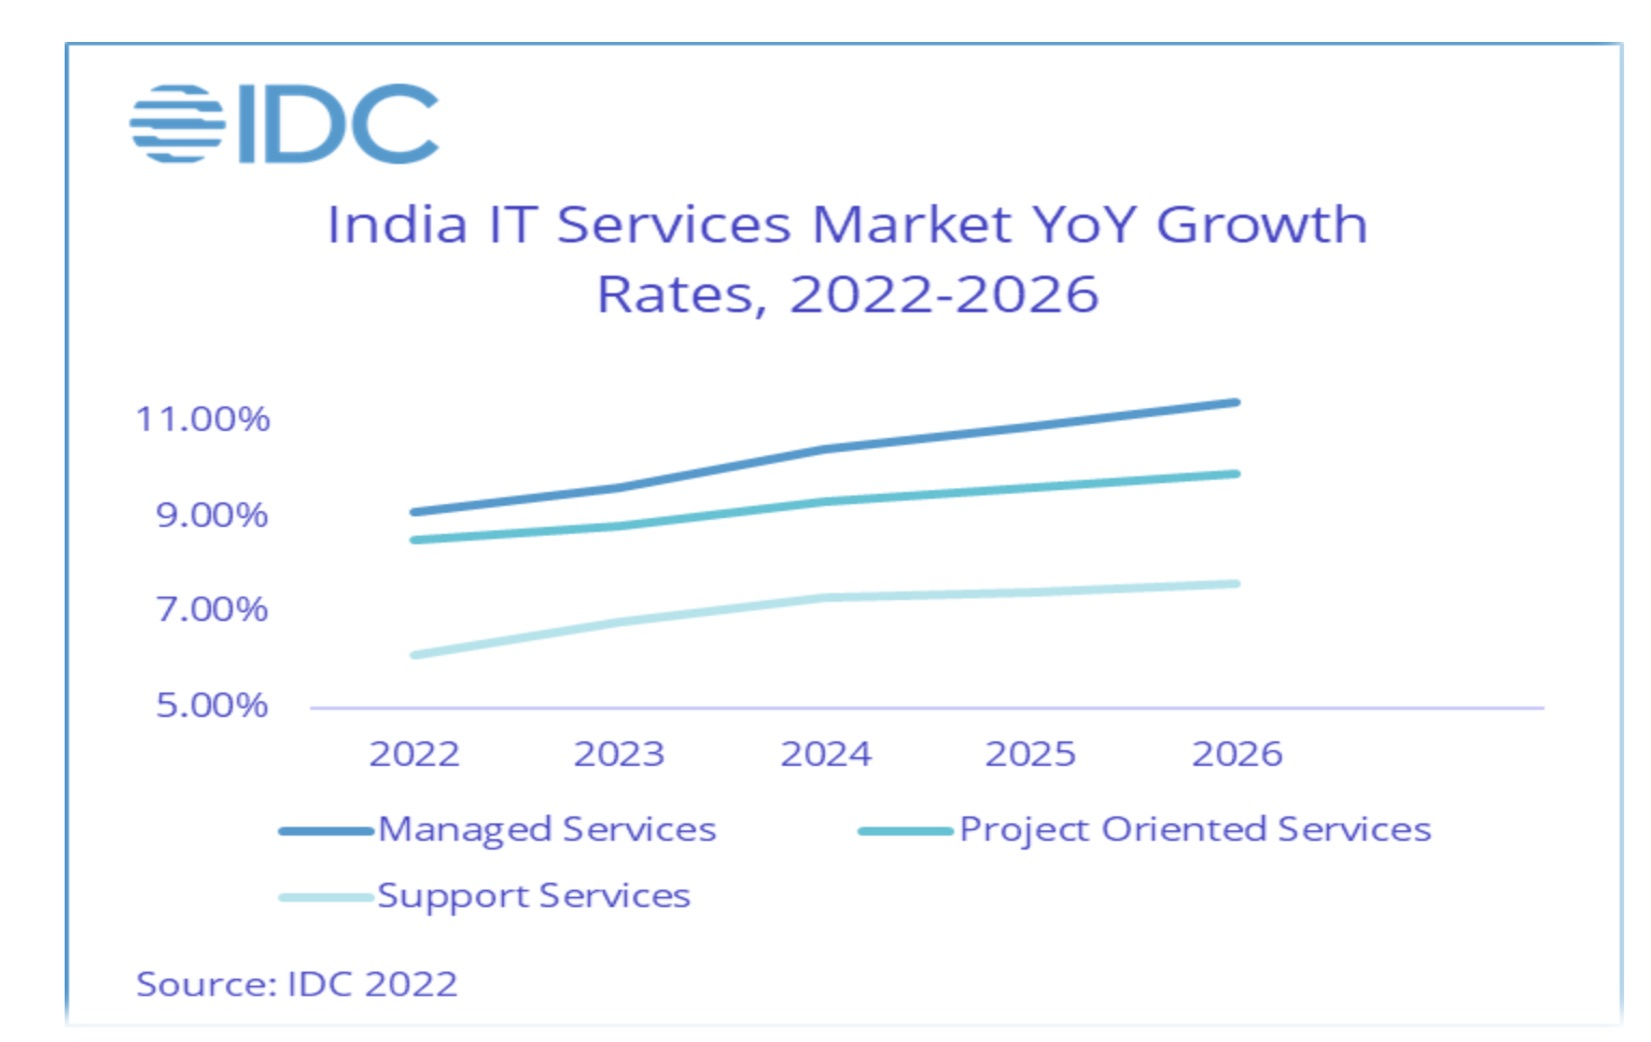 IDC
India IT Services Market YoY Growth
Rates, 2022-2026
11.00%
9.00%
7.00%
5.00%
2022 2023 2024 2025 2026
Managed Services Project Oriented Services
Support Services
Source: IDC 2022